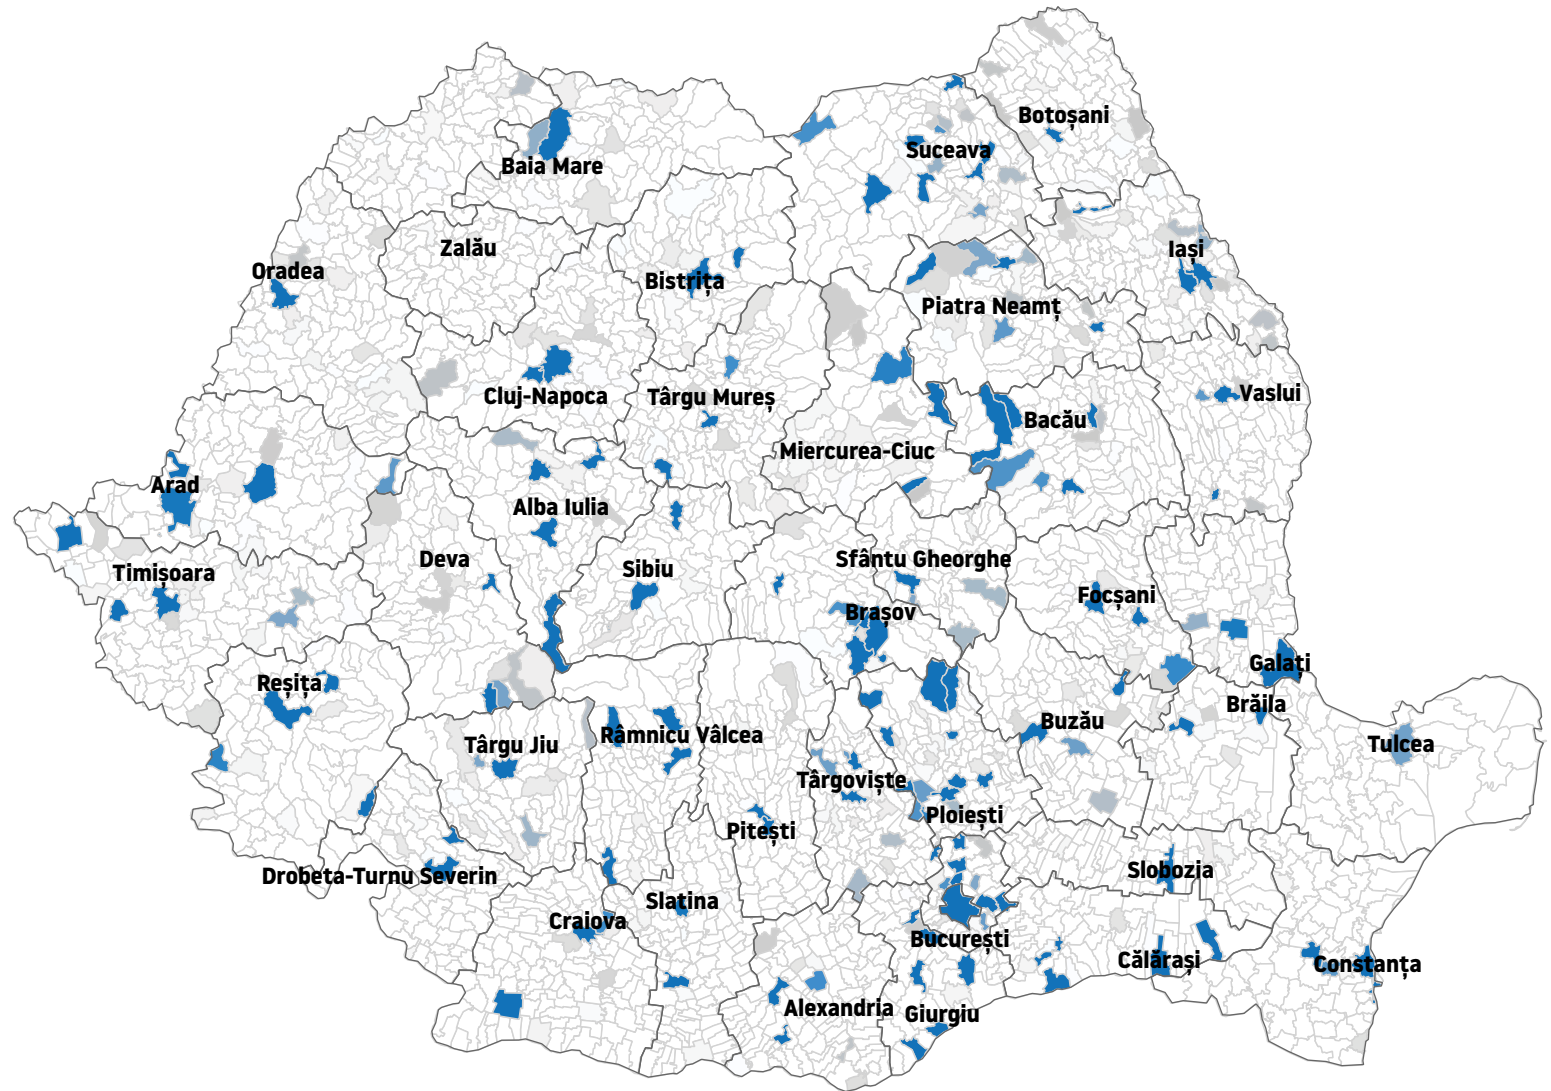 Botoșani
Suceava
Baia Mare
Zalău
Iași
Oradea
Bistrița
Piatra Neamț
Cluj-Napoca
Târgu Mureș
Vaslui
Bacău
Miercurea-Ciuc
Arad
Alba Iulia
Deva
Sfântu Gheorghe
Sibiu
Timișoara
Focșani
Brașov
Galați
Reșița
Brăila
Buzău
Râmnicu Vâlcea
Târgu Jiu
Tulcea
Târgoviște
Ploiești
Pitești
Slobozia
Drobeta-Turnu Severin
Slatina
Craiova
București
Călărași
Constanța
Alexandria
Giurgiu